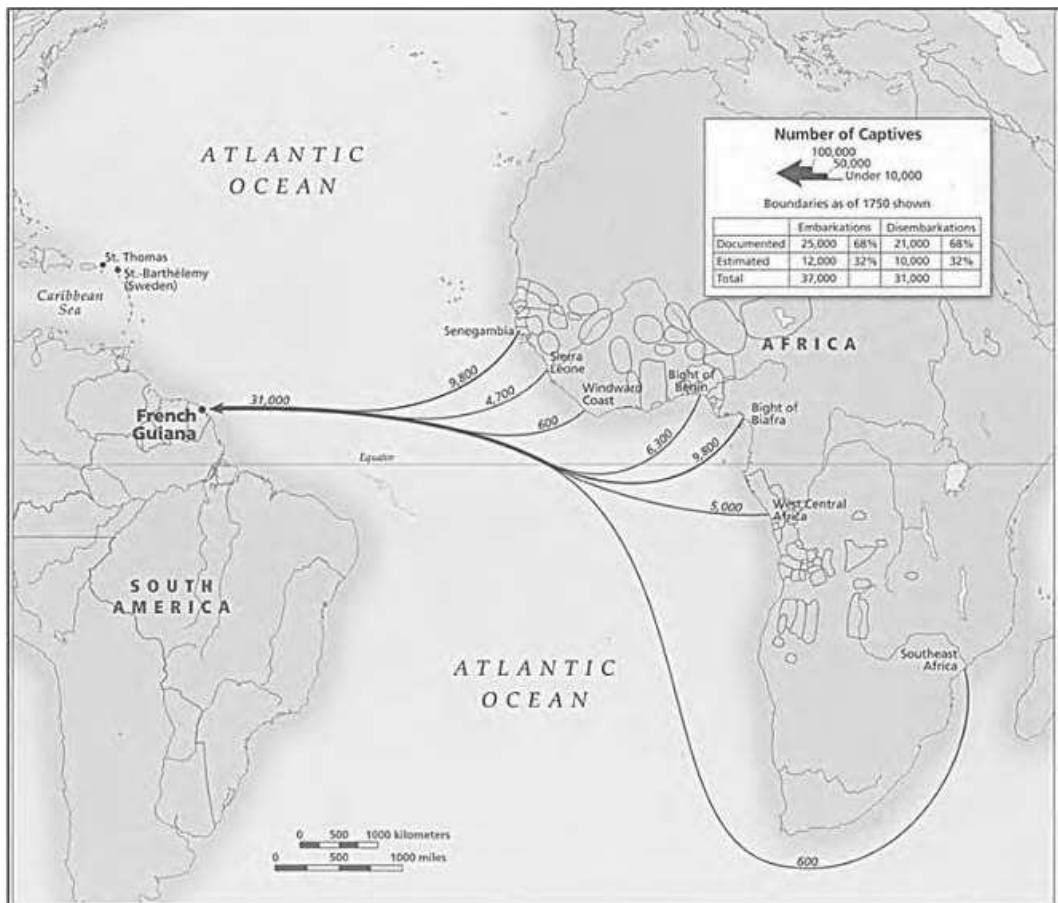 ATLANTIC
OCEAN
Number of Captives
100,000
50,000
Under 10,000
Boundaries as of 1750 shown
Embarkations Disembarkations
Documented 25,000 68% 21,000 68%
Estimated 12,000 32% 10,000 32%
Total 37,000 31,000
St. Thomas
St.-Barthélemy
(Sweden)
Caribbean
Sea
Senegambia
AFRICA
Sierra
Leone
Bight of
Benin
Windward
Coast
Bight of
Biafra
9,800
4,700
600
31,000
French
Guiana
6,300
9,800
Equator
5,000
West Central
Africa
SOUTH
AMERICA
Southeast
Africa
ATLANTIC
OCEAN
0 500 1000 kilometers
0 500 1000 miles
600